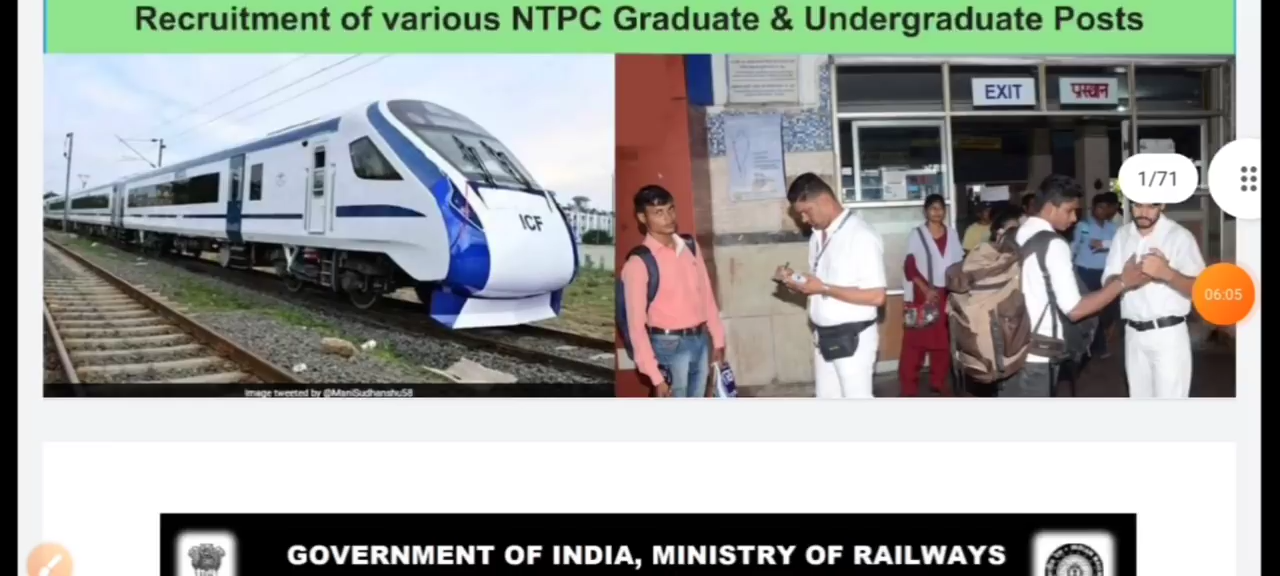 Recruitment of various NTPC Graduate & Undergraduate Posts
EXIT
प्रस्थान
1/71
ICF
06:05
Image tweeted by @ManiSudhanshu58
GOVERNMENT OF INDIA, MINISTRY OF RAILWAYS